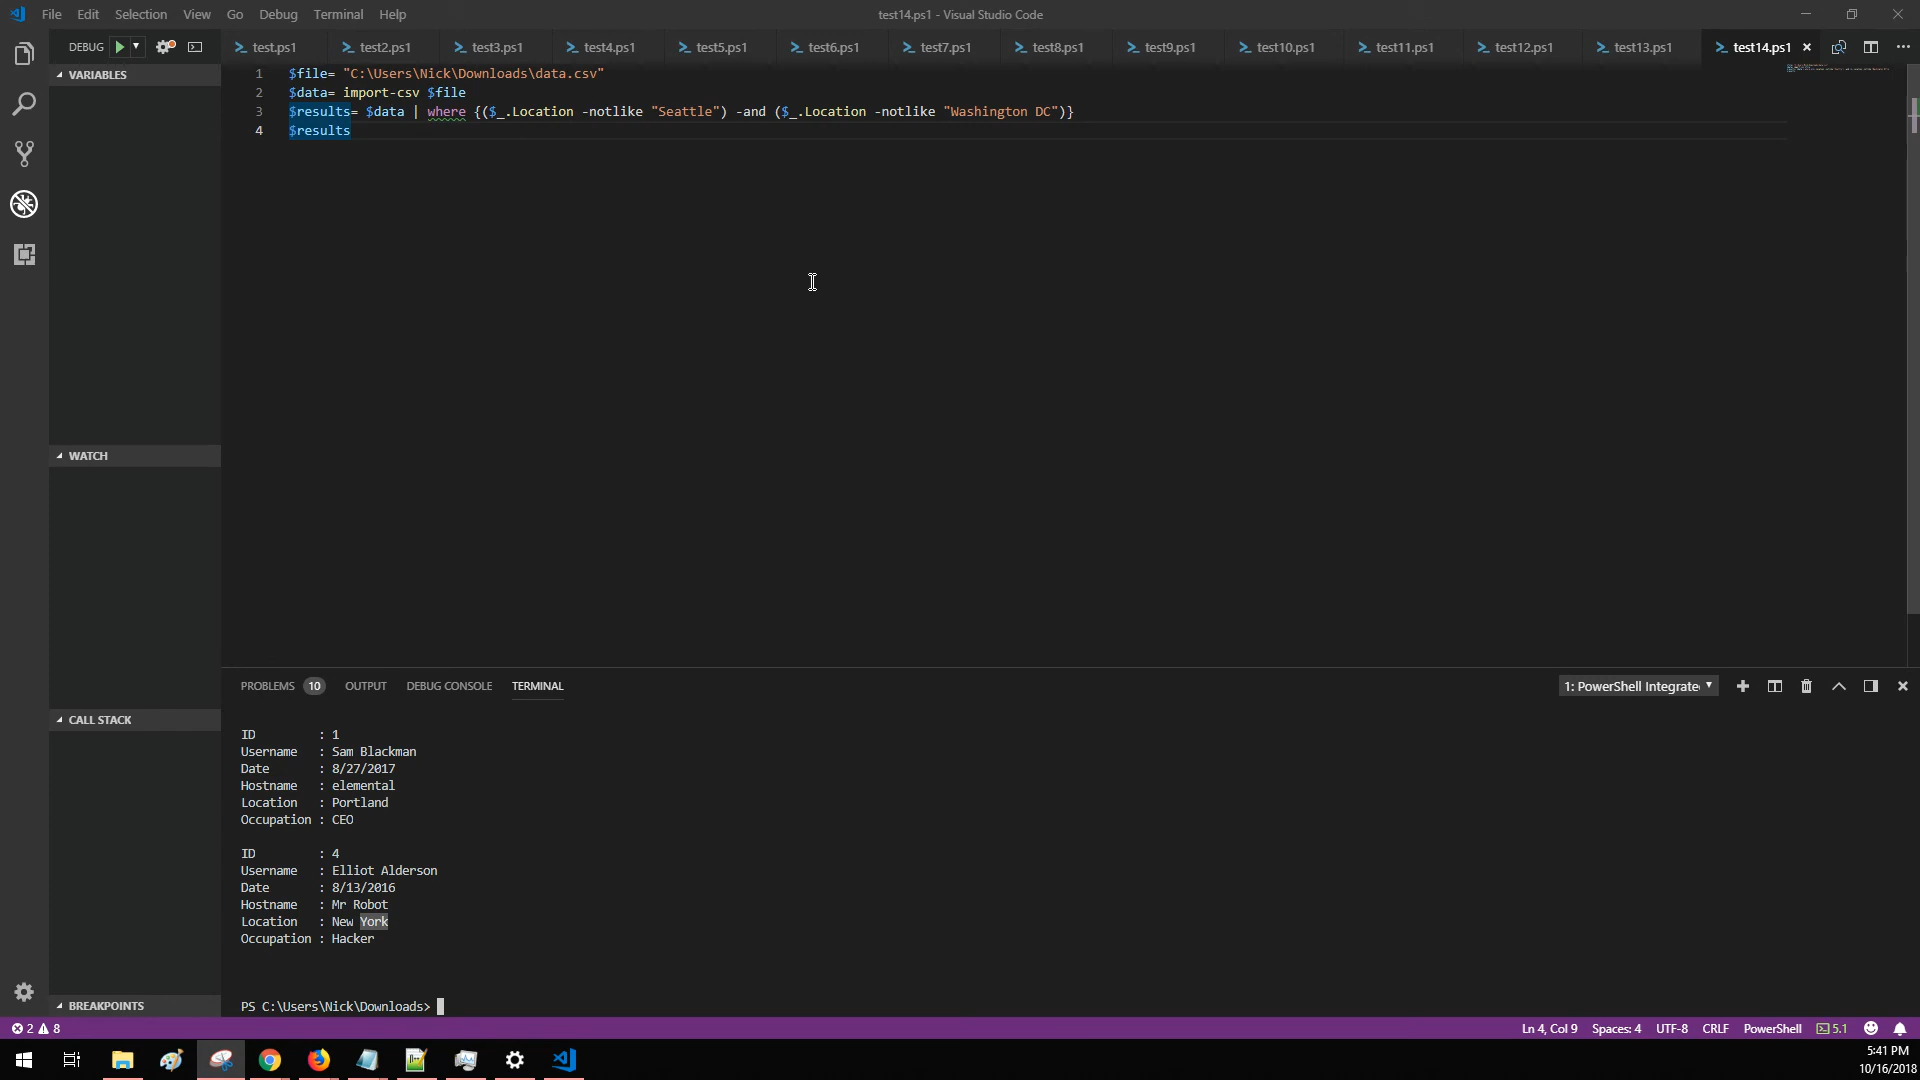 File Edit Selection View Go Debug Terminal Help
test14.ps1 - Visual Studio Code
DEBUG
test.ps1 test2.ps1 test3.ps1 test4.ps1 test5.ps1 test6.ps1 test7.ps1 test8.ps1 test9.ps1 test10.ps1 test11.ps1 test12.ps1 test13.ps1 test14.ps1
VARIABLES
1 $file= "C:\Users\Nick\Downloads\data.csv"
2 $data= import-csv $file
3 $results= $data | where {($_.Location -notlike "Seattle") -and ($_.Location -notlike "Washington DC")}
4 $results
WATCH
CALL STACK
BREAKPOINTS
PROBLEMS 10 OUTPUT DEBUG CONSOLE TERMINAL
1: PowerShell Integrate
ID : 1
Username : Sam Blackman
Date : 8/27/2017
Hostname : elemental
Location : Portland
Occupation : CEO
ID : 4
Username : Elliot Alderson
Date : 8/13/2016
Hostname : Mr Robot
Location : New York
Occupation : Hacker
PS C:\Users\Nick\Downloads>
2 8
Ln 4, Col 9 Spaces: 4 UTF-8 CRLF PowerShell 5.1
5:41 PM
10/16/2018